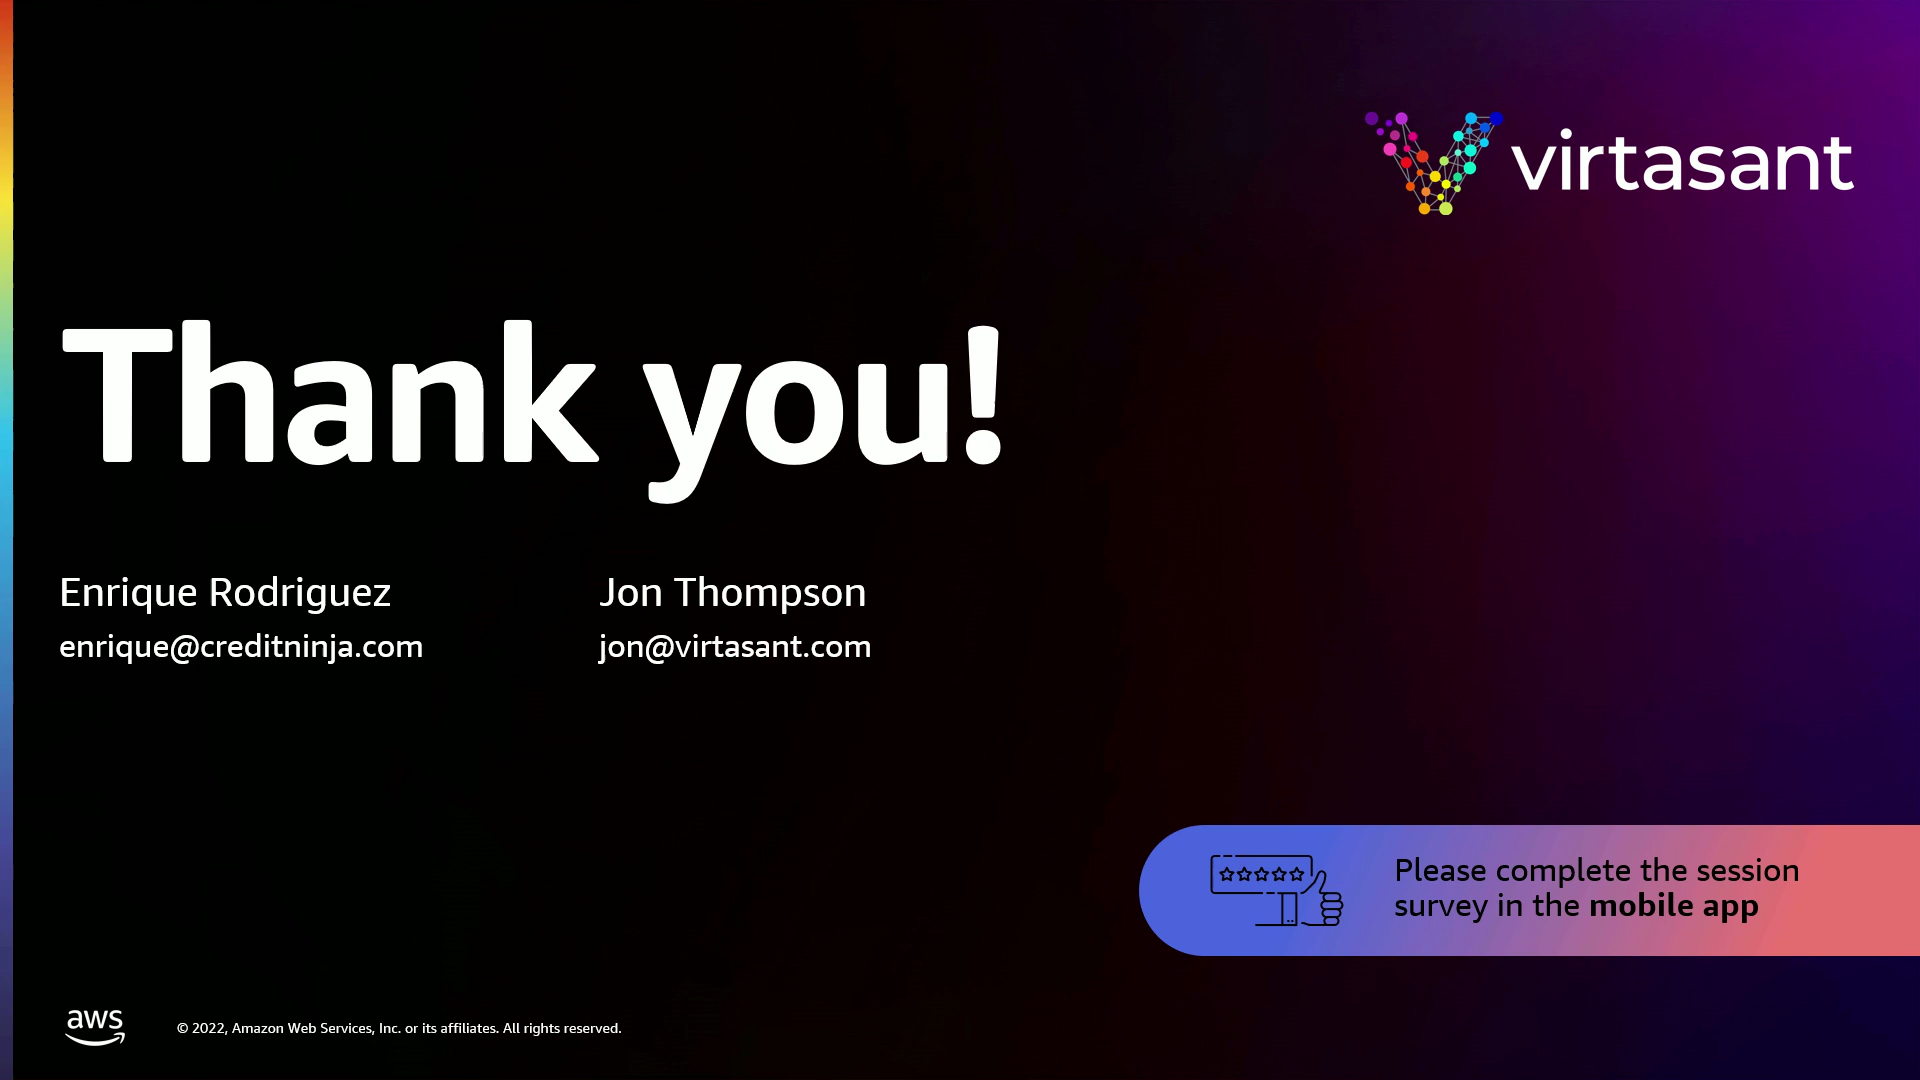 virtasant
Thank you!
Enrique Rodriguez
enrique@creditninja.com
Jon Thompson
jon@virtasant.com
Please complete the session
survey in the mobile app
aws
© 2022, Amazon Web Services, Inc. or its affiliates. All rights reserved.